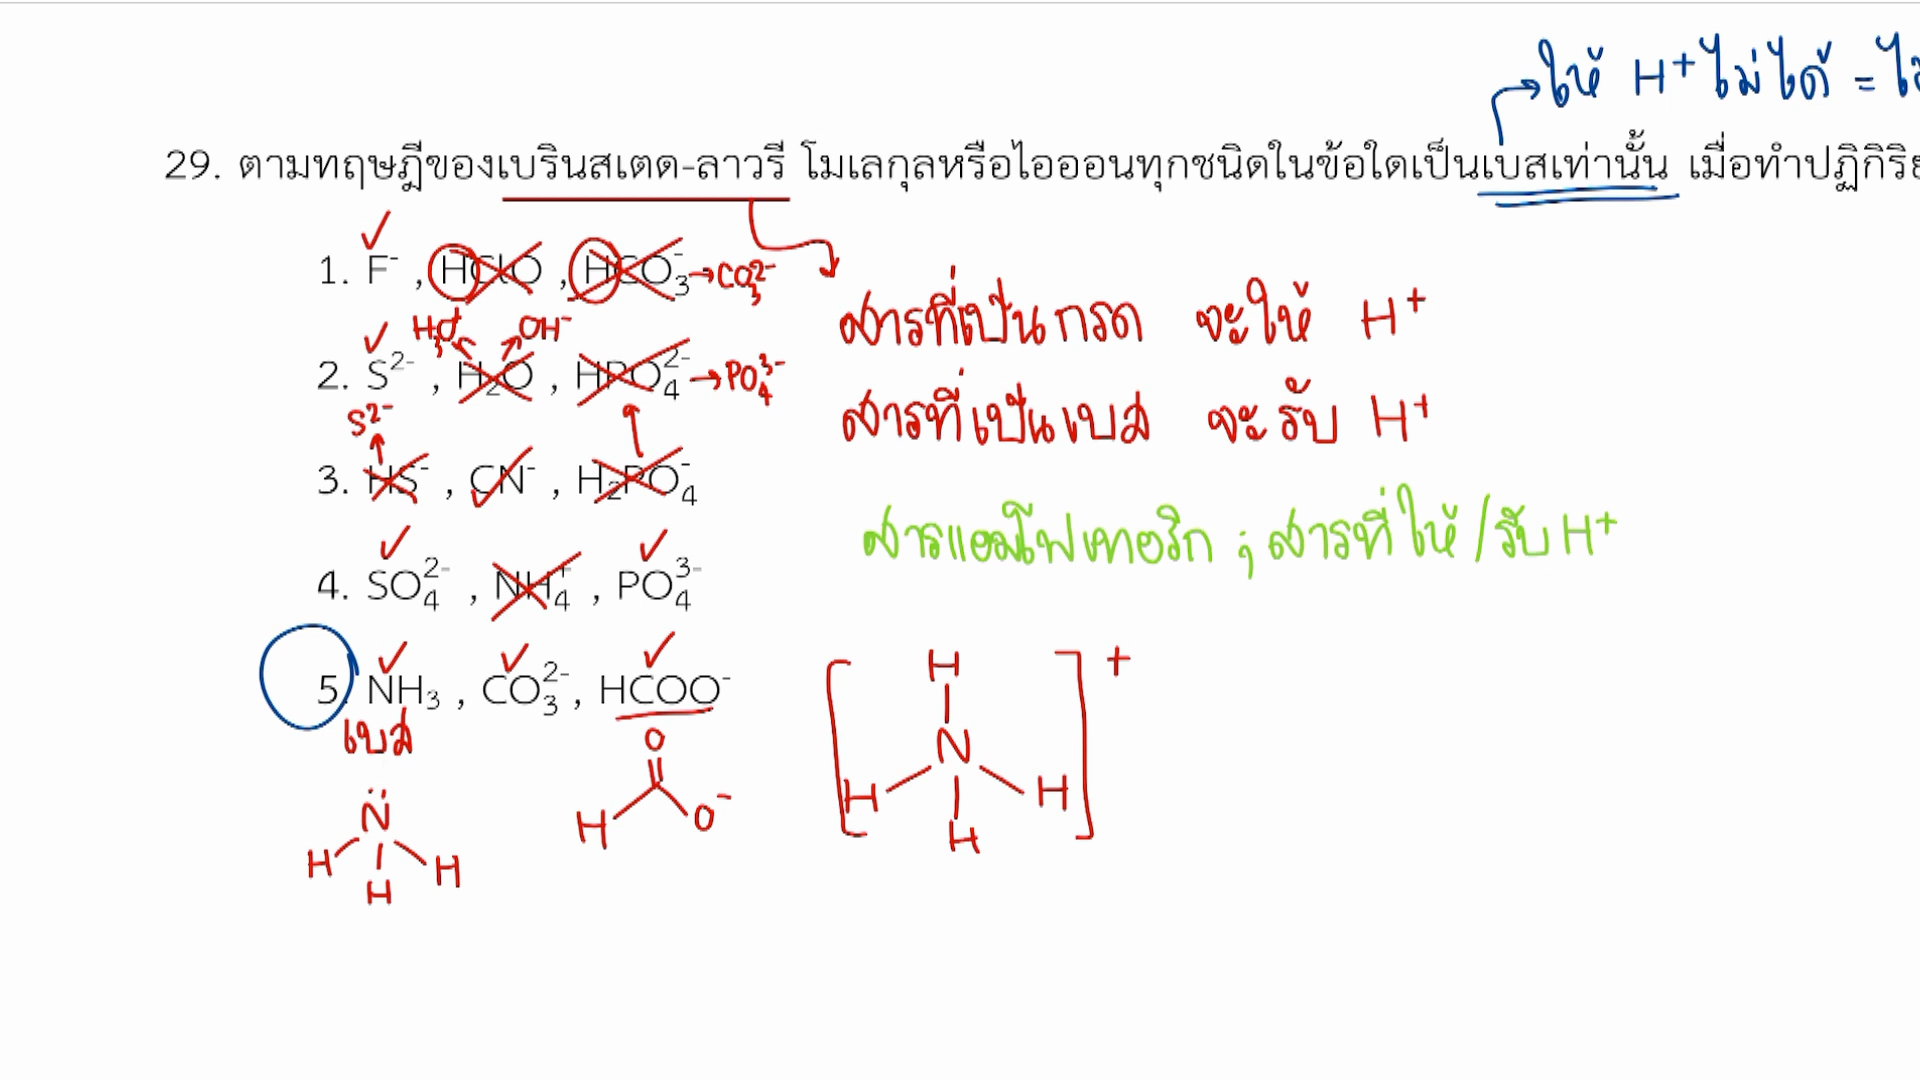 →ให้ H⁺ ไม่ได้ =
29. ตามทฤษฎีของเบรินสเตด-ลาวรี โมเลกุลหรือไอออนทุกชนิดในข้อใดเป็นเบสเท่านั้น เมื่อทำปฏิกิริย
1. F⁻ , HClO , HCO₃⁻ →CO₃²⁻
สารที่เป็นกรด จะให้ H⁺
H₃O⁺ OH⁻
2. S²⁻ , H₂O , HPO₄²⁻ →PO₄³⁻
สารที่เป็นเบส จะรับ H⁺
S²⁻
3. HS⁻ , CN⁻ , H₂PO₄⁻
สารแอมโฟเทอริก ; สารที่ให้/รับ H⁺
4. SO₄²⁻ , NH₄⁺ , PO₄³⁻
5. NH₃ , CO₃²⁻ , HCOO⁻
เบส
H +
N
H H
H
O
H O⁻
N
H H
H